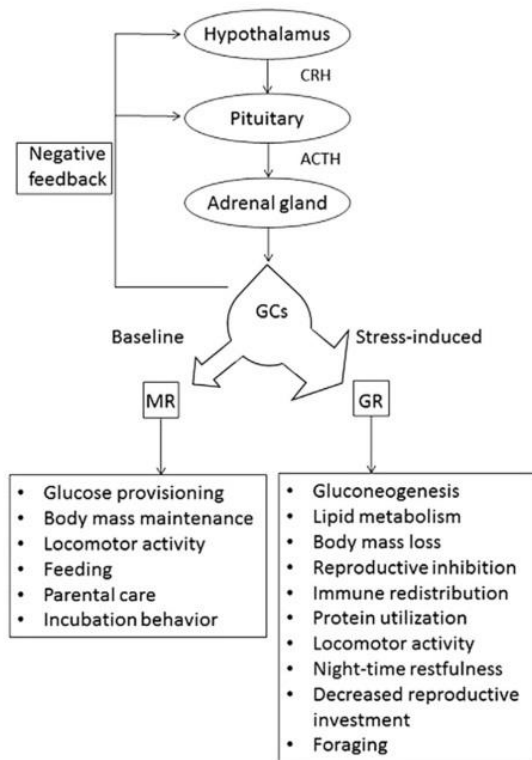 Hypothalamus
CRH
Pituitary
Negative
feedback
ACTH
Adrenal gland
GCs
Baseline
Stress-induced
MR
GR
• Glucose provisioning
• Body mass maintenance
• Locomotor activity
• Feeding
• Parental care
• Incubation behavior
• Gluconeogenesis
• Lipid metabolism
• Body mass loss
• Reproductive inhibition
• Immune redistribution
• Protein utilization
• Locomotor activity
• Night-time restfulness
• Decreased reproductive
investment
• Foraging